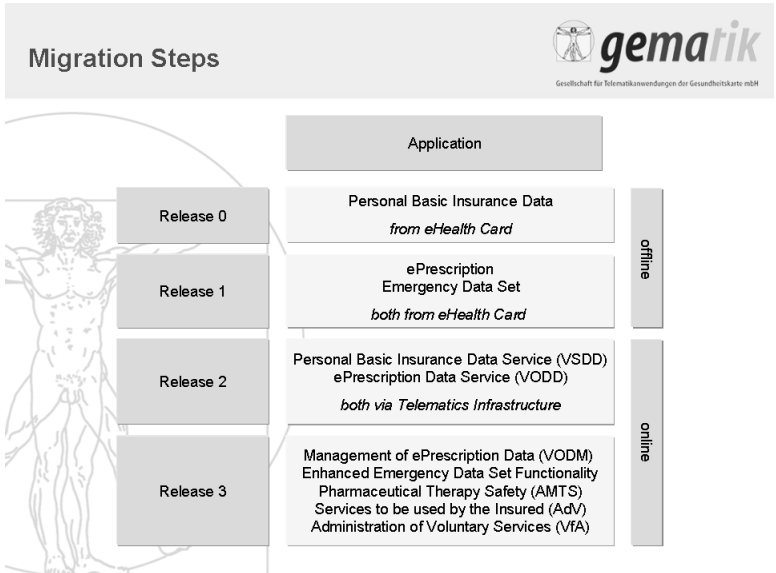 Migration Steps
gematik
Gesellschaft für Telematikanwendungen der Gesundheitskarte mbH
Application
Release 0
Personal Basic Insurance Data
from eHealth Card
offline
Release 1
ePrescription
Emergency Data Set
both from eHealth Card
Release 2
Personal Basic Insurance Data Service (VSDD)
ePrescription Data Service (VODD)
both via Telematics Infrastructure
online
Release 3
Management of ePrescription Data (VODM)
Enhanced Emergency Data Set Functionality
Pharmaceutical Therapy Safety (AMTS)
Services to be used by the Insured (AdV)
Administration of Voluntary Services (VfA)